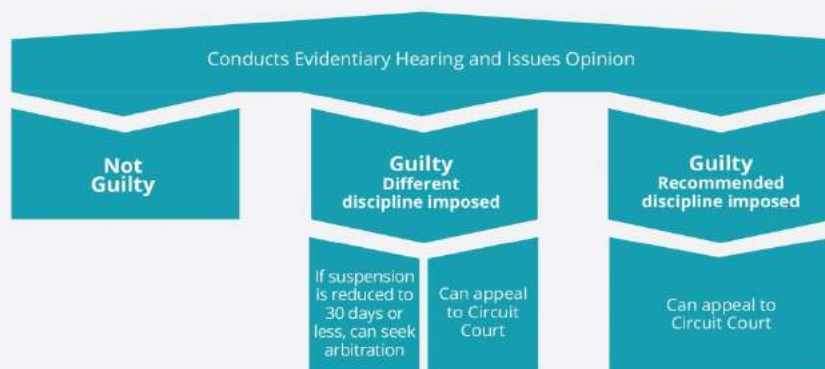 Conducts Evidentiary Hearing and Issues Opinion
Not
Guilty
Guilty
Different
discipline imposed
Guilty
Recommended
discipline imposed
If suspension
is reduced to
30 days or
less, can seek
arbitration
Can appeal
to Circuit
Court
Can appeal to
Circuit Court